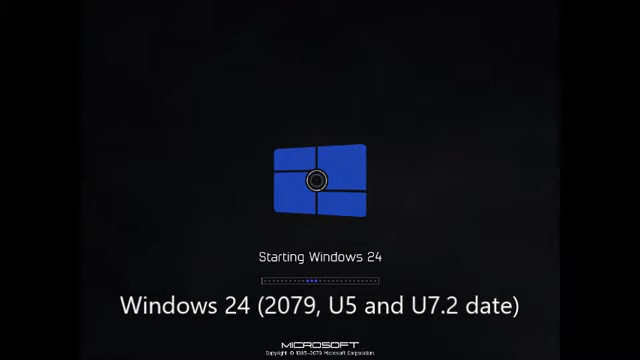 Starting Windows 24
Windows 24 (2079, U5 and U7.2 date)
MICROSOFT
Copyright © 1985-2079 Microsoft Corporation.